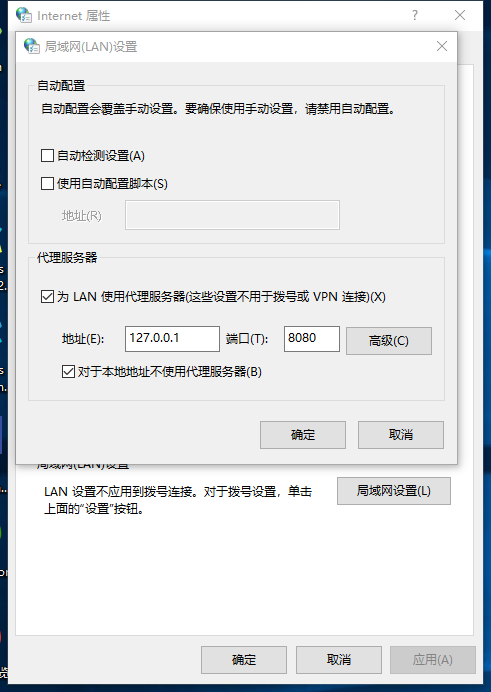 Internet 属性
局域网(LAN)设置
自动配置
自动配置会覆盖手动设置。要确保使用手动设置，请禁用自动配置。
自动检测设置(A)
使用自动配置脚本(S)
地址(R)
代理服务器
为 LAN 使用代理服务器(这些设置不用于拨号或 VPN 连接)(X)
地址(E): 127.0.0.1 端口(T): 8080 高级(C)
对于本地地址不使用代理服务器(B)
确定 取消
局域网(LAN)设置
LAN 设置不应用到拨号连接。对于拨号设置，单击
上面的“设置”按钮。
局域网设置(L)
确定 取消 应用(A)